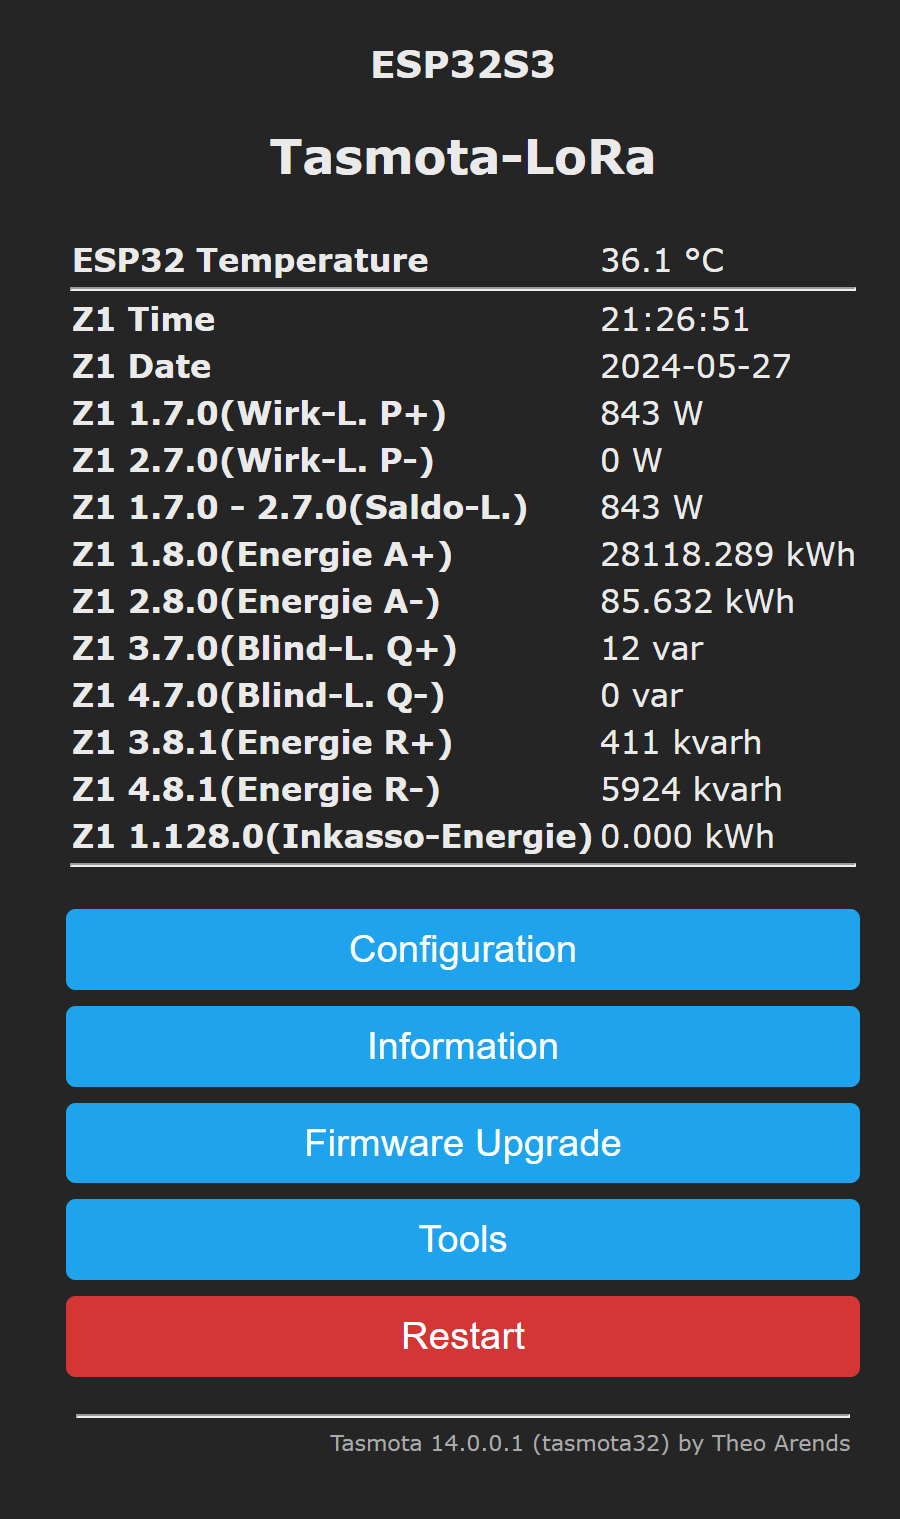 ESP32S3
Tasmota-LoRa
ESP32 Temperature 36.1 °C
Z1 Time 21:26:51
Z1 Date 2024-05-27
Z1 1.7.0(Wirk-L. P+) 843 W
Z1 2.7.0(Wirk-L. P-) 0 W
Z1 1.7.0 - 2.7.0(Saldo-L.) 843 W
Z1 1.8.0(Energie A+) 28118.289 kWh
Z1 2.8.0(Energie A-) 85.632 kWh
Z1 3.7.0(Blind-L. Q+) 12 var
Z1 4.7.0(Blind-L. Q-) 0 var
Z1 3.8.1(Energie R+) 411 kvarh
Z1 4.8.1(Energie R-) 5924 kvarh
Z1 1.128.0(Inkasso-Energie) 0.000 kWh
Configuration
Information
Firmware Upgrade
Tools
Restart
Tasmota 14.0.0.1 (tasmota32) by Theo Arends